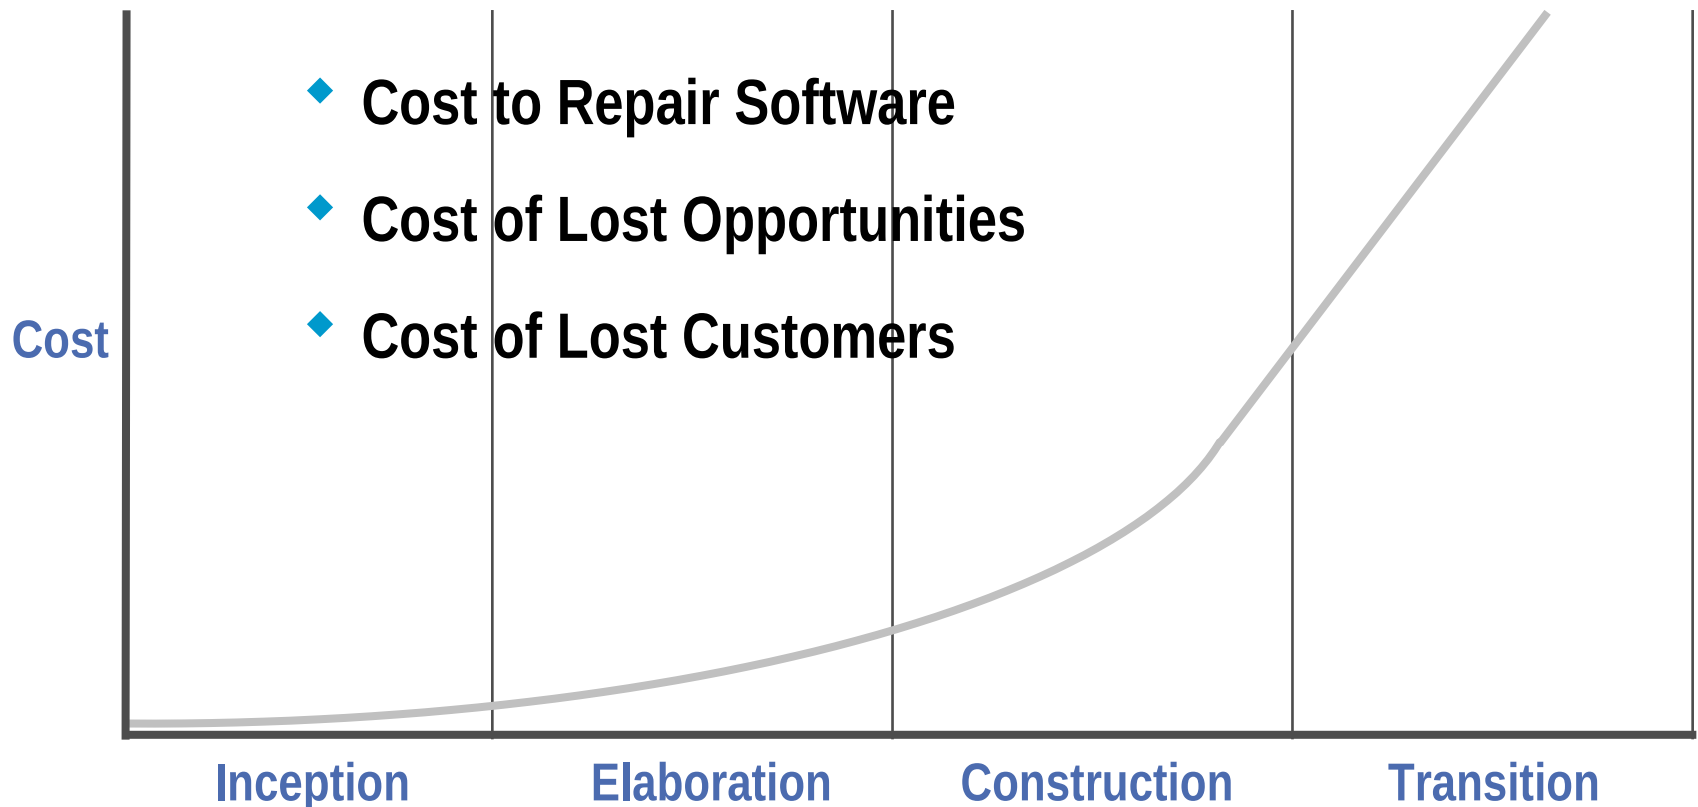 Cost to Repair Software
Cost of Lost Opportunities
Cost of Lost Customers
Cost
Inception
Elaboration
Construction
Transition